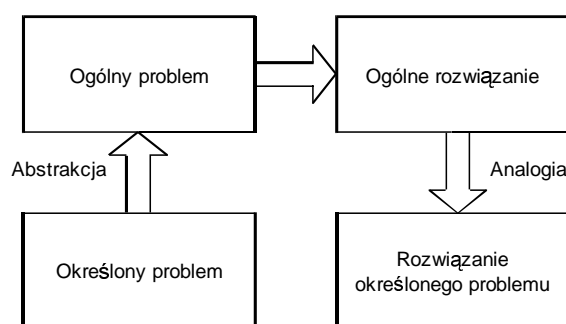 Ogólny problem
Ogólne rozwiązanie
Abstrakcja
Analogia
Określony problem
Rozwiązanie
określonego problemu